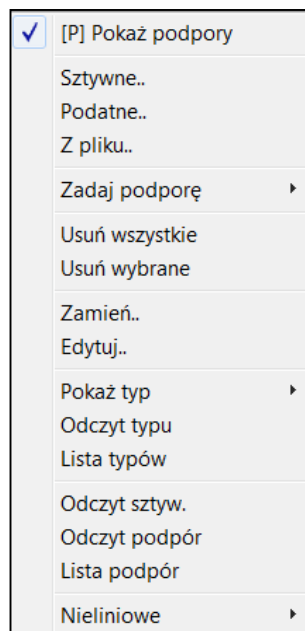 [P] Pokaż podpory
Sztywne..
Podatne..
Z pliku..
Zadaj podporę
Usuń wszystkie
Usuń wybrane
Zamień..
Edytuj..
Pokaż typ
Odczyt typu
Lista typów
Odczyt sztyw.
Odczyt podpór
Lista podpór
Nieliniowe